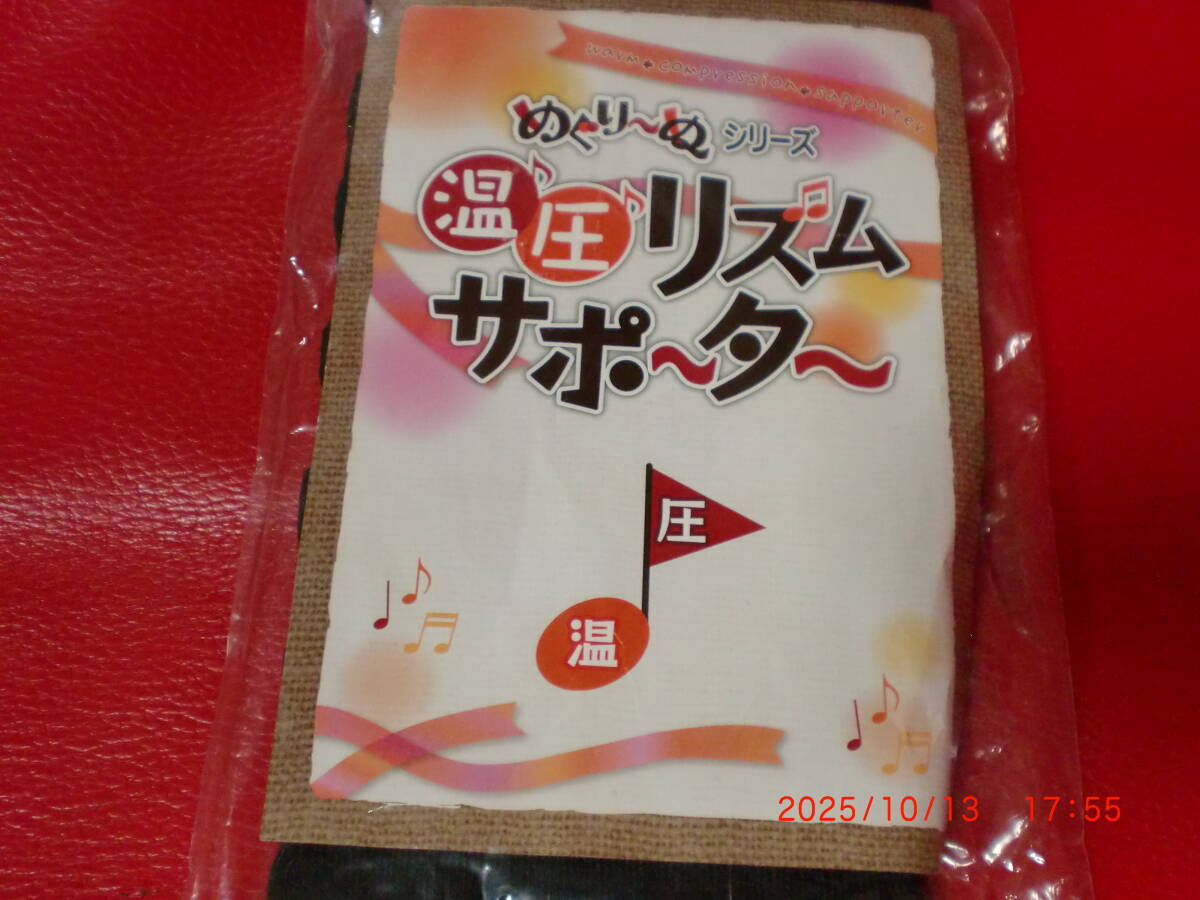 warm◆compression◆supporter
めぐり〜ぬ シリーズ
温圧リズム
サポ〜タ〜
圧
温
2025/10/13 17:55